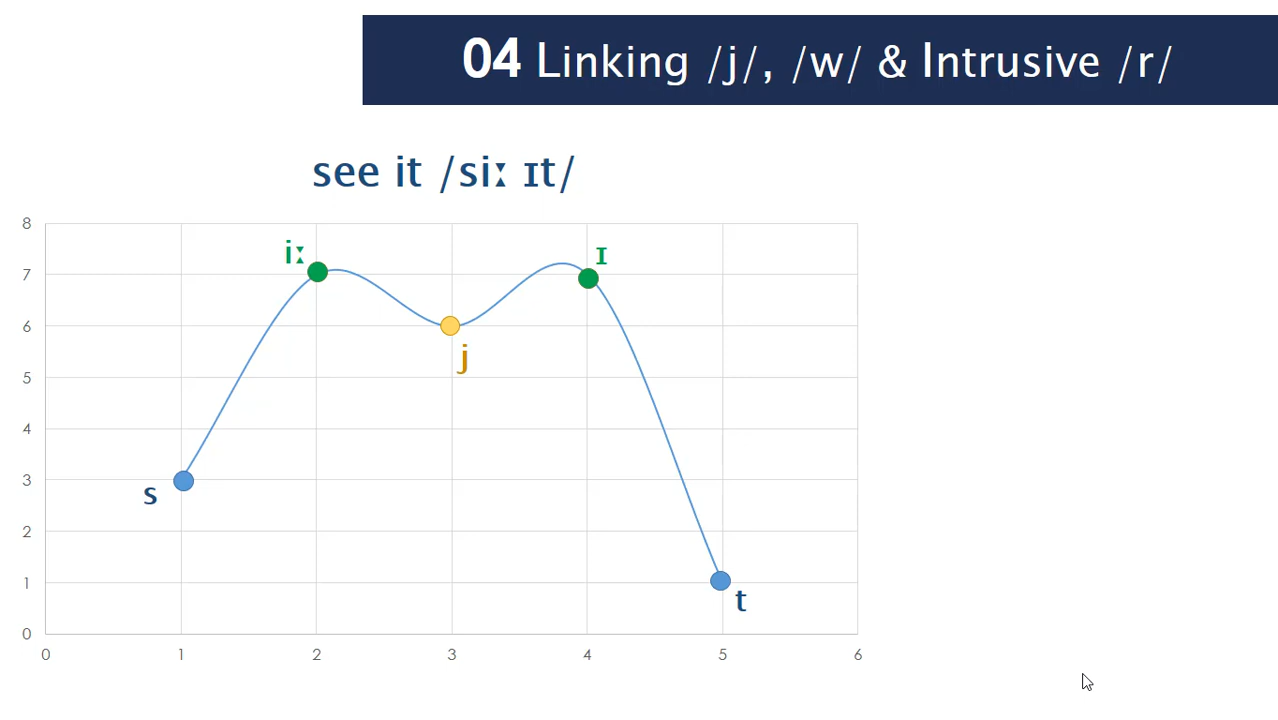 04 Linking /j/, /w/ & Intrusive /r/
see it /siː ɪt/
8
iː
ɪ
7
6
j
5
4
3
s
2
1
t
0
0 1 2 3 4 5 6